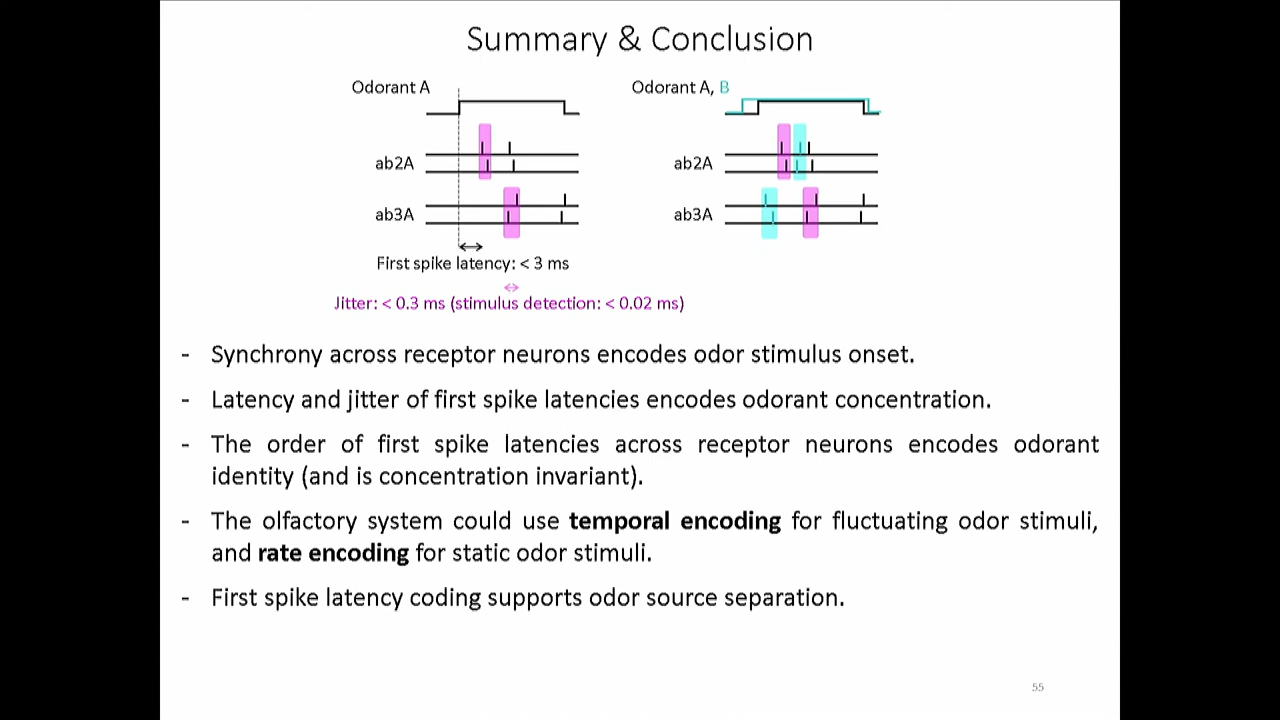 Summary & Conclusion
Odorant A
Odorant A, B
ab2A
ab2A
ab3A
ab3A
First spike latency: < 3 ms
Jitter: < 0.3 ms (stimulus detection: < 0.02 ms)
- Synchrony across receptor neurons encodes odor stimulus onset.
- Latency and jitter of first spike latencies encodes odorant concentration.
- The order of first spike latencies across receptor neurons encodes odorant
identity (and is concentration invariant).
- The olfactory system could use temporal encoding for fluctuating odor stimuli,
and rate encoding for static odor stimuli.
- First spike latency coding supports odor source separation.
55